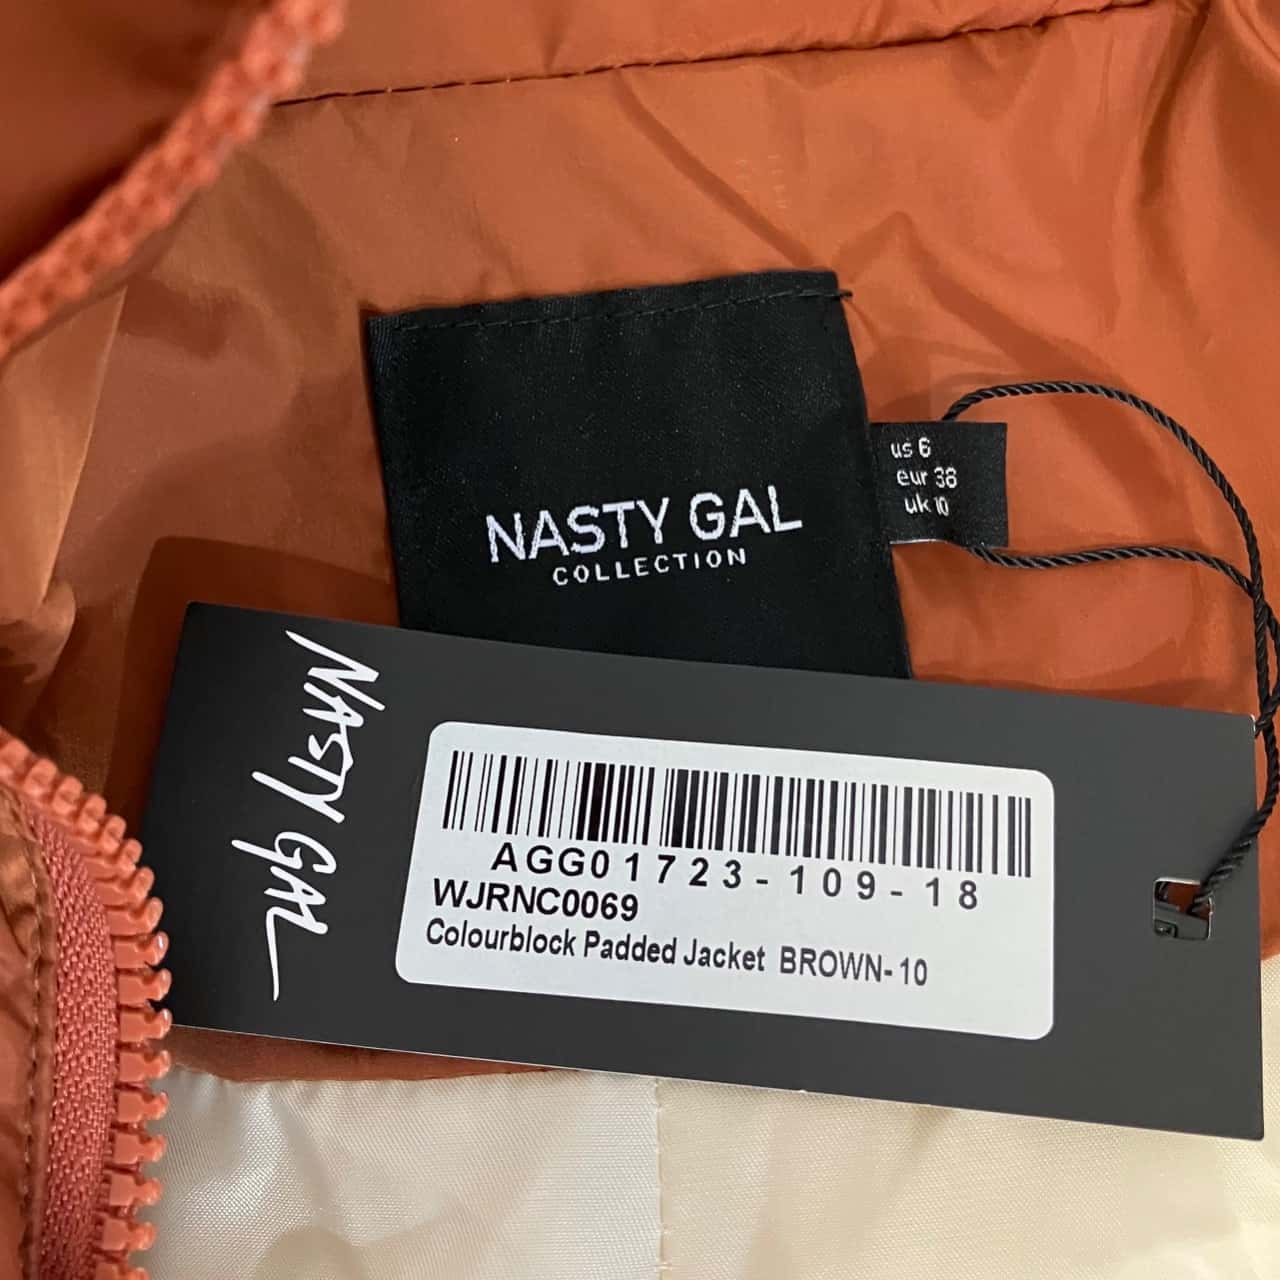 NASTY GAL
COLLECTION
us 6
eur 38
uk 10
NASTY GAL
AGG01723-109-18
WJRNC0069
Colourblock Padded Jacket BROWN-10